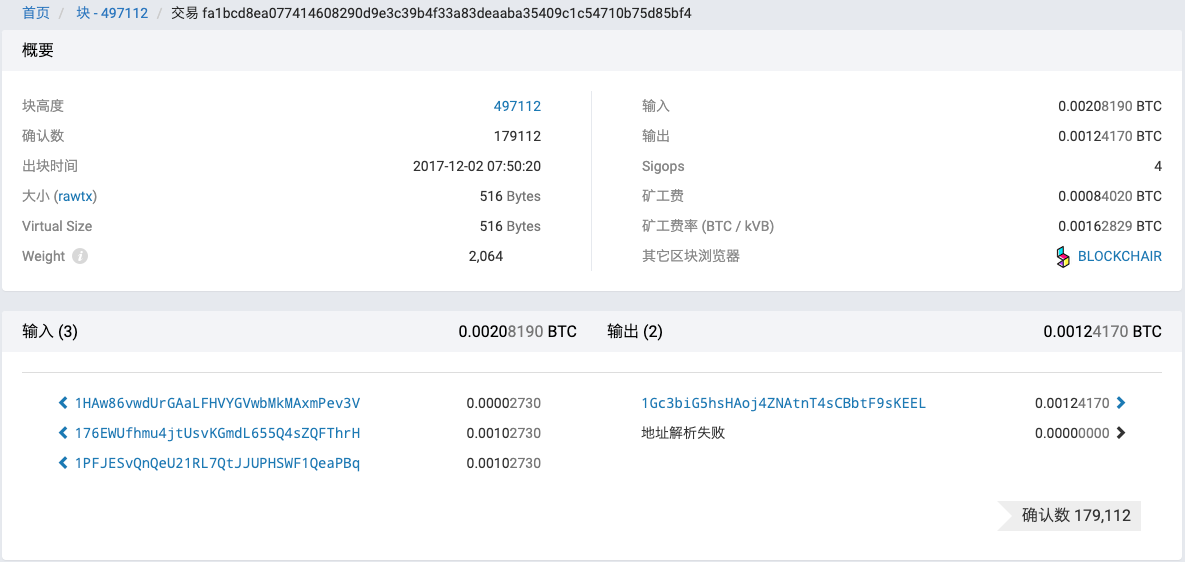 首页 / 块 - 497112 / 交易 fa1bcd8ea077414608290d9e3c39b4f33a83deaaba35409c1c54710b75d85bf4
概要
块高度 497112
确认数 179112
出块时间 2017-12-02 07:50:20
大小 (rawtx) 516 Bytes
Virtual Size 516 Bytes
Weight i 2,064
输入 0.00208190 BTC
输出 0.00124170 BTC
Sigops 4
矿工费 0.00084020 BTC
矿工费率 (BTC / kVB) 0.00162829 BTC
其它区块浏览器 BLOCKCHAIR
输入 (3) 0.00208190 BTC
1HAw86vwdUrGAaLFHVYGVwbMkMAxmPev3V 0.00002730
176EWUfhmu4jtUsvKGmdL655Q4sZQFThrH 0.00102730
1PFJESvQnQeU21RL7QtJJUPHSWF1QeaPBq 0.00102730
输出 (2) 0.00124170 BTC
1Gc3biG5hsHAoj4ZNAtnT4sCBbtF9sKEEL 0.00124170
地址解析失败 0.00000000
确认数 179,112